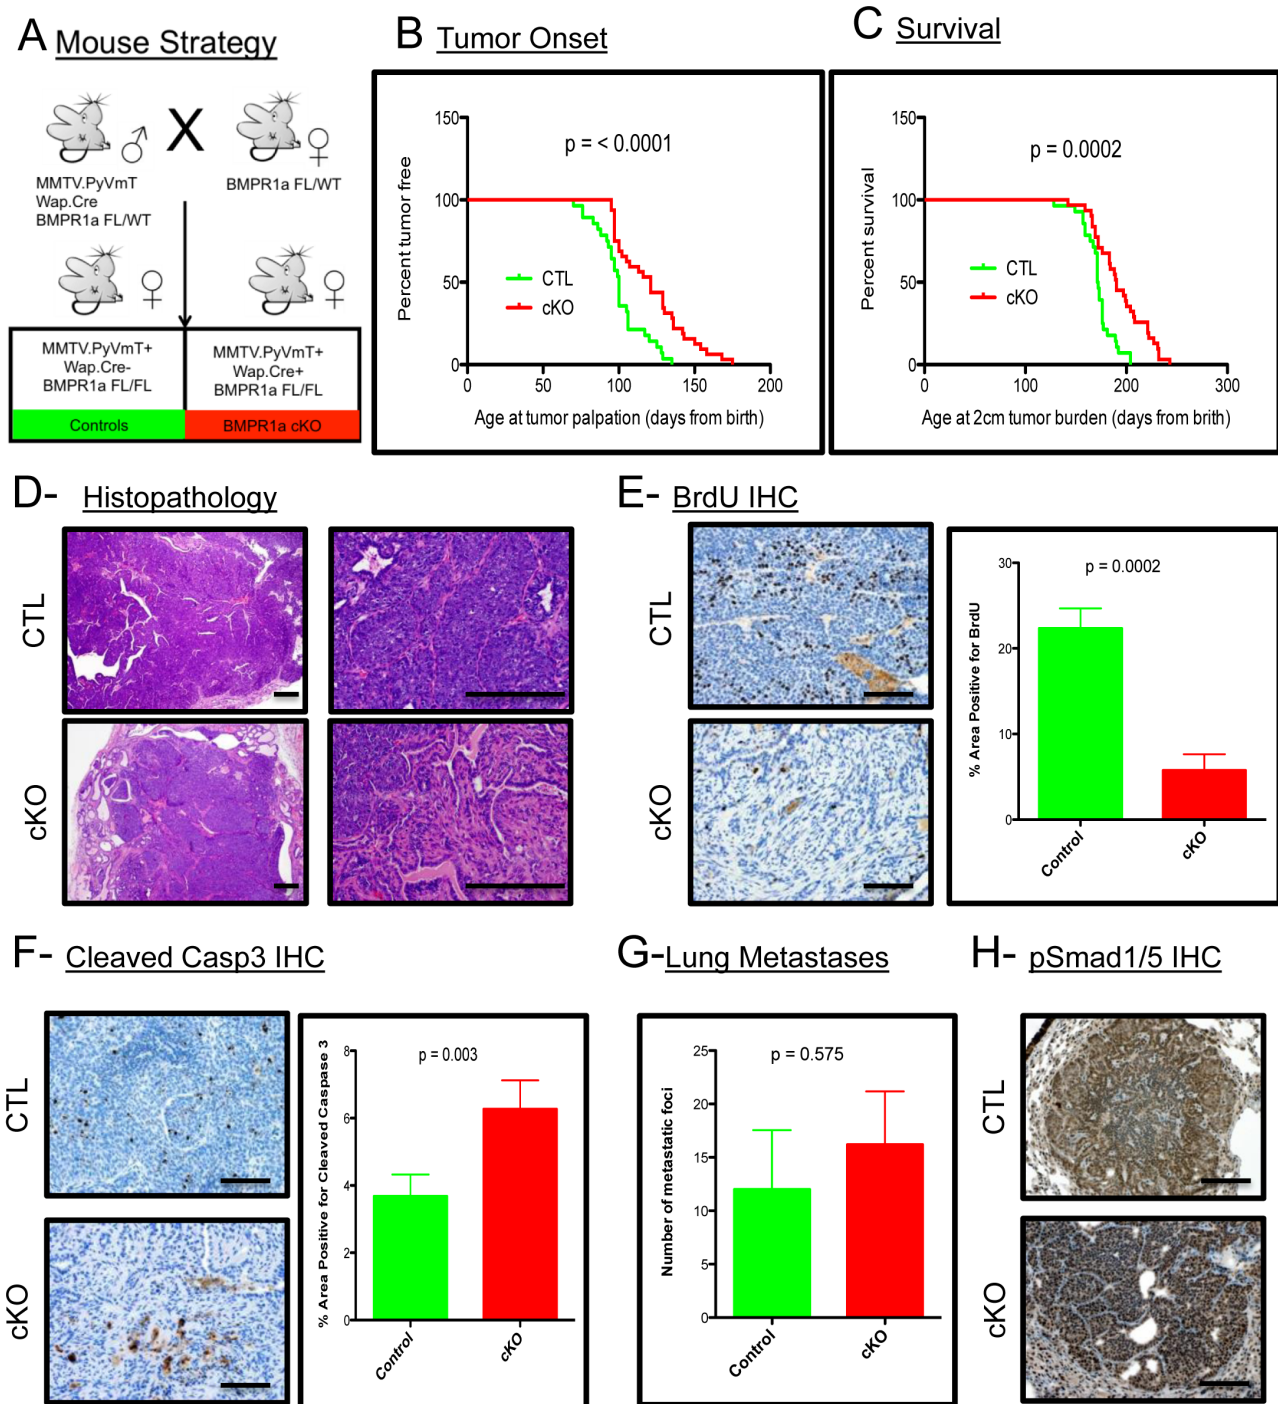 A Mouse Strategy
X
♂
♀
MMTV.PyVmT
Wap.Cre
BMPR1a FL/WT
BMPR1a FL/WT
♀
♀
MMTV.PyVmT+
Wap.Cre-
BMPR1a FL/FL
MMTV.PyVmT+
Wap.Cre+
BMPR1a FL/FL
Controls
BMPR1a cKO
B Tumor Onset
Percent tumor free
150
100
50
0
p = < 0.0001
CTL
cKO
0 50 100 150 200
Age at tumor palpation (days from birth)
C Survival
Percent survival
150
100
50
0
p = 0.0002
CTL
cKO
0 100 200 300
Age at 2cm tumor burden (days from brith)
D- Histopathology
CTL
cKO
E- BrdU IHC
CTL
cKO
% Area Positive for BrdU
30
20
10
0
p = 0.0002
Control
cKO
F- Cleaved Casp3 IHC
CTL
cKO
% Area Positive for Cleaved Caspase 3
8
6
4
2
0
p = 0.003
Control
cKO
G- Lung Metastases
Number of metastatic foci
25
20
15
10
5
0
p = 0.575
Control
cKO
H- pSmad1/5 IHC
CTL
cKO